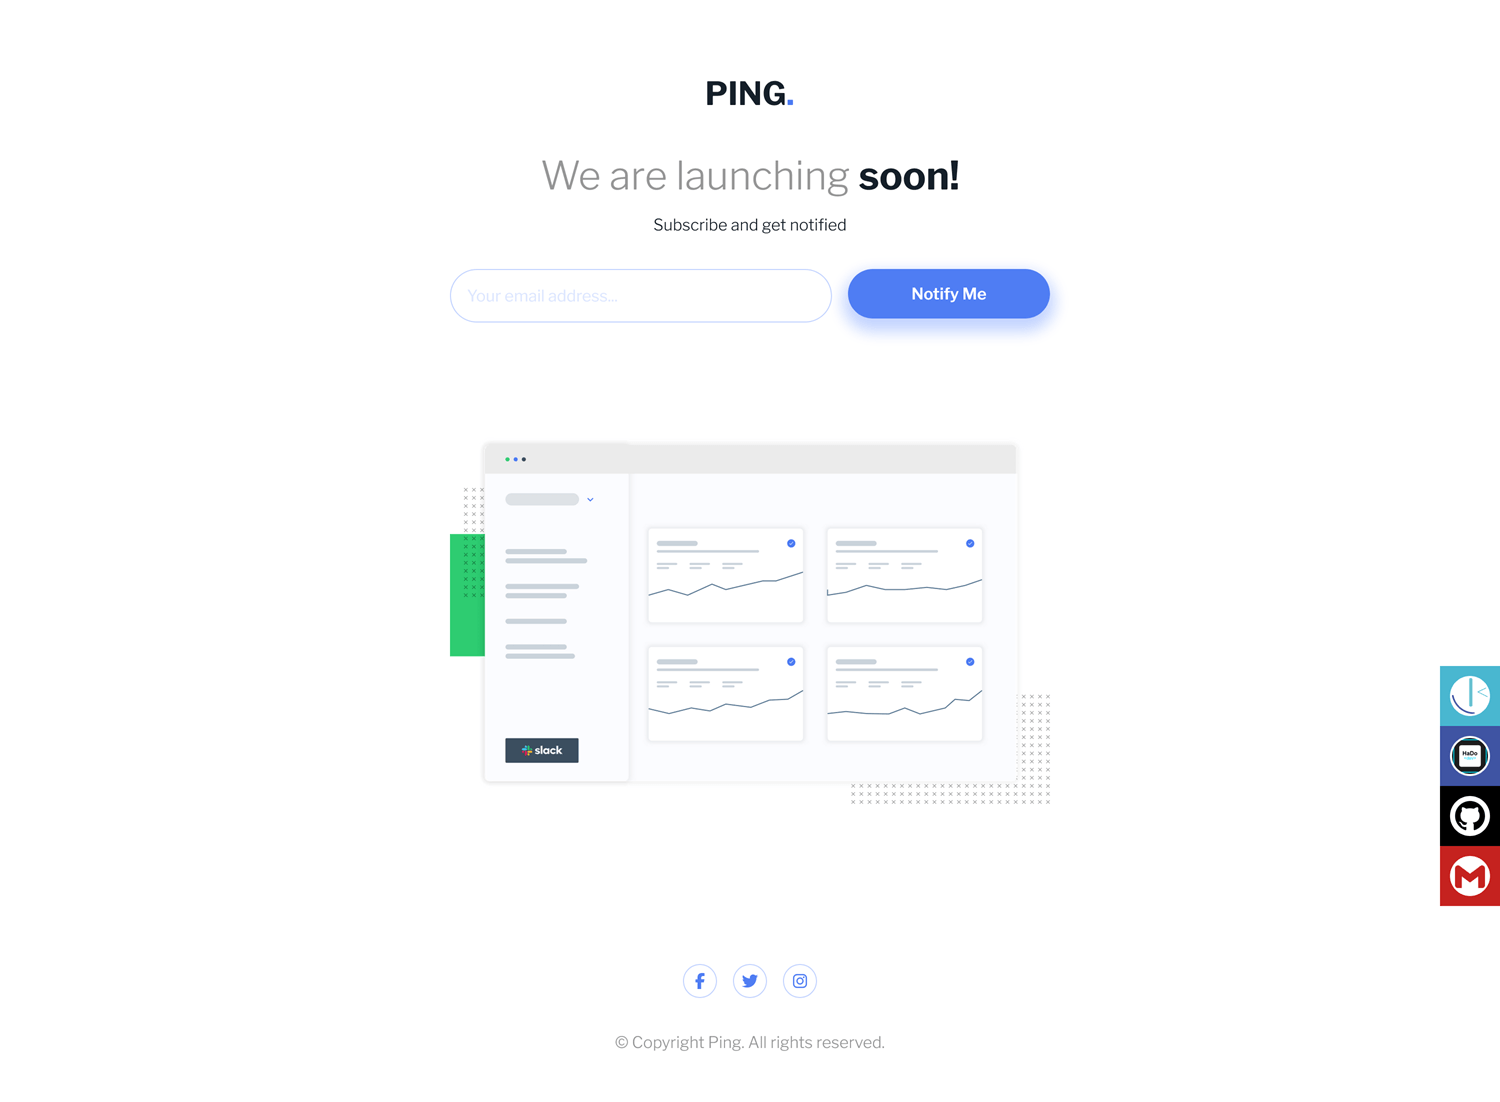 PING.
We are launching soon!
Subscribe and get notified
Your email address...
Notify Me
slack
HaDo
© Copyright Ping. All rights reserved.